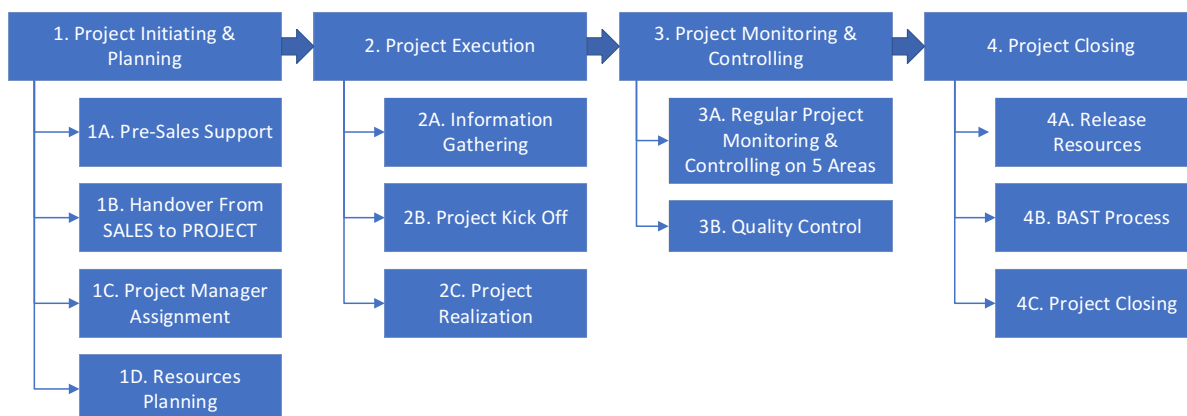 1. Project Initiating &
Planning
1A. Pre-Sales Support
1B. Handover From
SALES to PROJECT
1C. Project Manager
Assignment
1D. Resources
Planning
2. Project Execution
2A. Information
Gathering
2B. Project Kick Off
2C. Project
Realization
3. Project Monitoring &
Controlling
3A. Regular Project
Monitoring &
Controlling on 5 Areas
3B. Quality Control
4. Project Closing
4A. Release
Resources
4B. BAST Process
4C. Project Closing